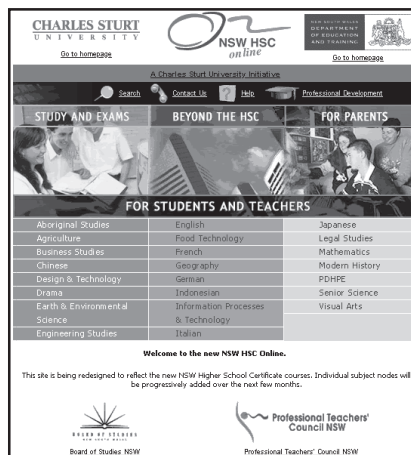 CHARLES STURT
UNIVERSITY
Go to homepage
NSW HSC
online
NEW SOUTH WALES
DEPARTMENT
OF EDUCATION
AND TRAINING
Go to homepage
A Charles Sturt University Initiative
Search
Contact Us
Help
Professional Development
STUDY AND EXAMS
BEYOND THE HSC
FOR PARENTS
FOR STUDENTS AND TEACHERS
Aboriginal Studies
Agriculture
Business Studies
Chinese
Design & Technology
Drama
Earth & Environmental
Science
Engineering Studies
English
Food Technology
French
Geography
German
Indonesian
Information Processes
& Technology
Italian
Japanese
Legal Studies
Mathematics
Modern History
PDHPE
Senior Science
Visual Arts
Welcome to the new NSW HSC Online.
This site is being redesigned to reflect the new NSW Higher School Certificate courses. Individual subject nodes will
be progressively added over the next few months.
BOARD OF STUDIES
NEW SOUTH WALES
Board of Studies NSW
Professional Teachers'
Council NSW
Professional Teachers' Council NSW